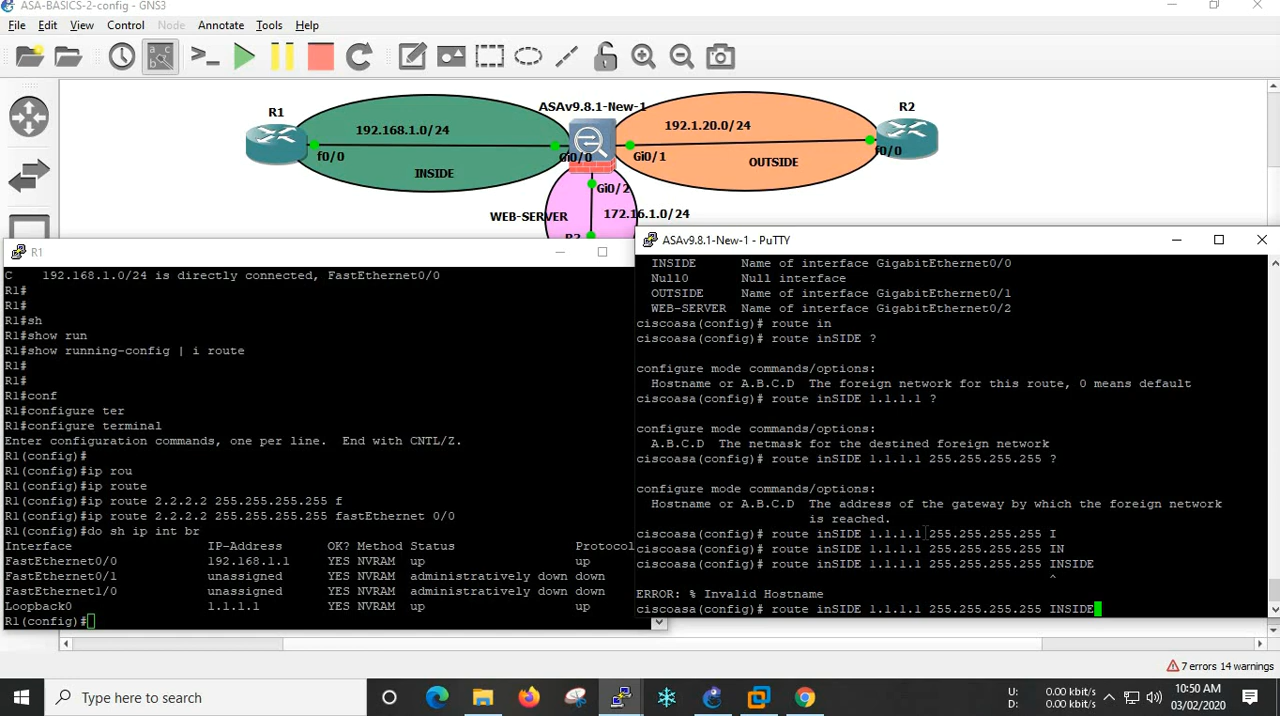 ASA-BASICS-2-config - GNS3
File Edit View Control Node Annotate Tools Help
R1
ASAv9.8.1-New-1
R2
192.168.1.0/24
192.1.20.0/24
f0/0
Gi0/0
Gi0/1
f0/0
INSIDE
OUTSIDE
Gi0/2
WEB-SERVER
172.16.1.0/24
R1
C    192.168.1.0/24 is directly connected, FastEthernet0/0
R1#
R1#
R1#sh
R1#show run
R1#show running-config | i route
R1#
R1#
R1#conf
R1#configure ter
R1#configure terminal
Enter configuration commands, one per line.  End with CNTL/Z.
R1(config)#
R1(config)#ip rou
R1(config)#ip route
R1(config)#ip route 2.2.2.2 255.255.255.255 f
R1(config)#ip route 2.2.2.2 255.255.255.255 fastEthernet 0/0
R1(config)#do sh ip int br
Interface IP-Address OK? Method Status Protocol
FastEthernet0/0 192.168.1.1 YES NVRAM up up
FastEthernet0/1 unassigned YES NVRAM administratively down down
FastEthernet1/0 unassigned YES NVRAM administratively down down
Loopback0 1.1.1.1 YES NVRAM up up
R1(config)#
ASAv9.8.1-New-1 - PuTTY
INSIDE Name of interface GigabitEthernet0/0
Null0 Null interface
OUTSIDE Name of interface GigabitEthernet0/1
WEB-SERVER Name of interface GigabitEthernet0/2
ciscoasa(config)# route in
ciscoasa(config)# route inSIDE ?
configure mode commands/options:
Hostname or A.B.C.D  The foreign network for this route, 0 means default
ciscoasa(config)# route inSIDE 1.1.1.1 ?
configure mode commands/options:
A.B.C.D  The netmask for the destined foreign network
ciscoasa(config)# route inSIDE 1.1.1.1 255.255.255.255 ?
configure mode commands/options:
Hostname or A.B.C.D  The address of the gateway by which the foreign network
is reached.
ciscoasa(config)# route inSIDE 1.1.1.1 255.255.255.255 I
ciscoasa(config)# route inSIDE 1.1.1.1 255.255.255.255 IN
ciscoasa(config)# route inSIDE 1.1.1.1 255.255.255.255 INSIDE
^
ERROR: % Invalid Hostname
ciscoasa(config)# route inSIDE 1.1.1.1 255.255.255.255 INSIDE
7 errors 14 warnings
Type here to search
U: 0.00 kbit/s
D: 0.00 kbit/s
10:50 AM
03/02/2020